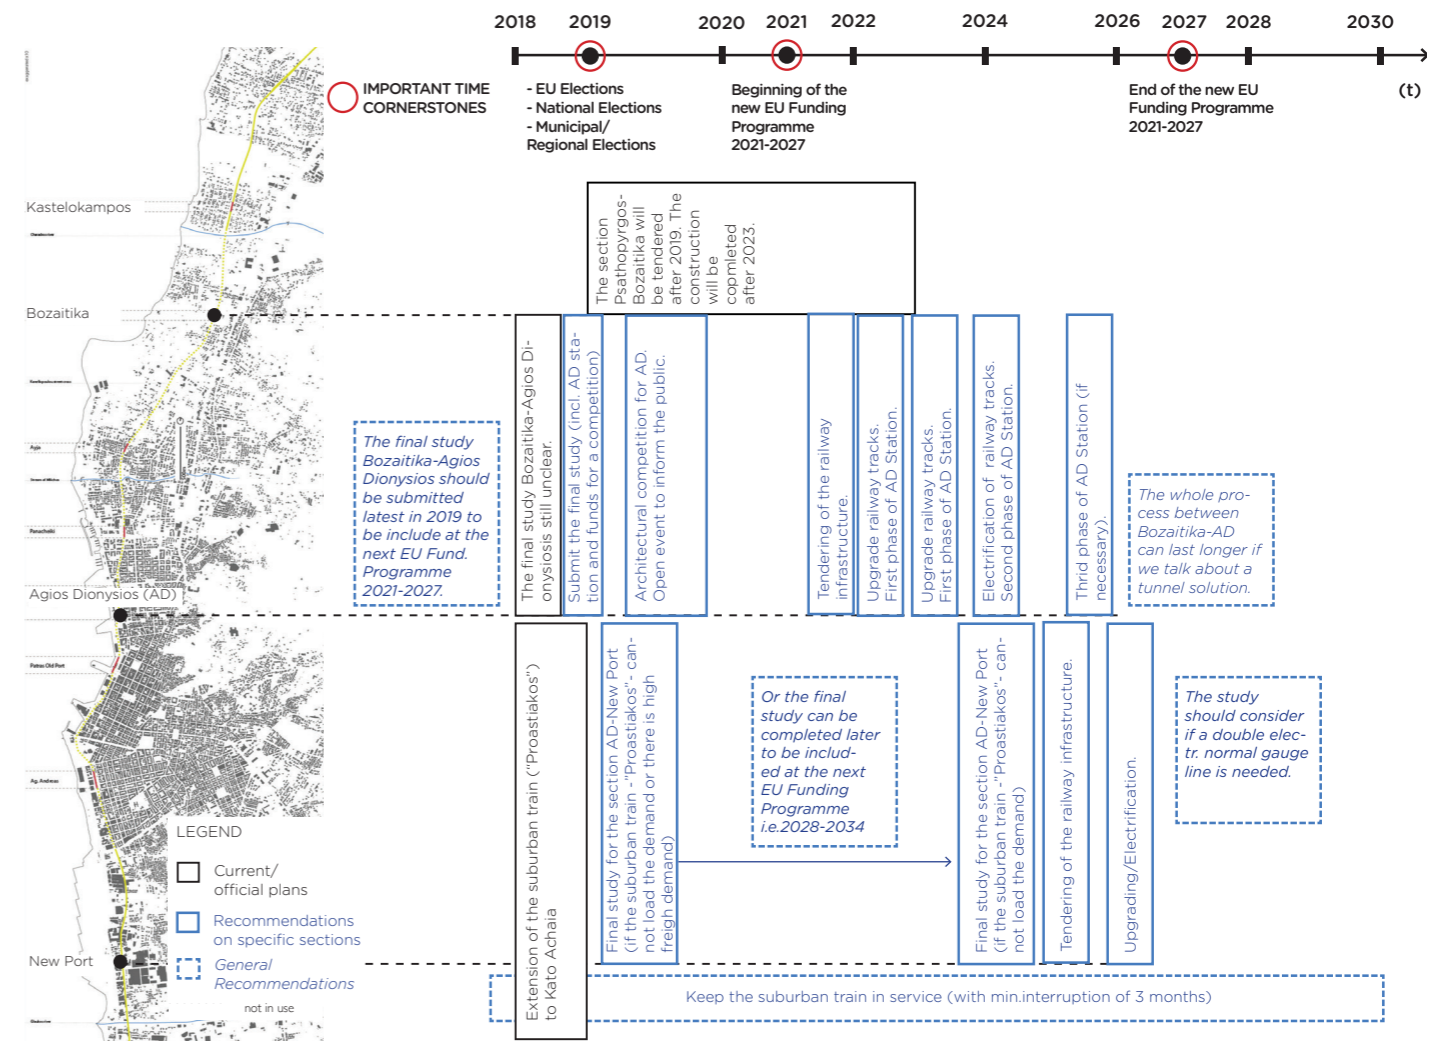 2018 2019 2020 2021 2022 2024 2026 2027 2028 2030
IMPORTANT TIME
CORNERSTONES
- EU Elections
- National Elections
- Municipal/
Regional Elections
Beginning of the
new EU Funding
Programme
2021-2027
End of the new EU
Funding Programme
2021-2027
(t)
Kastelokampos
Bozaitika
Agios Dionysios (AD)
Patras Old Port
Ag. Andreas
New Port
The section
Psathopyrgos-
Bozaitika will
be tendered
after 2019. The
construction
will be
copmleted
after 2023.
The final study
Bozaitika-Agios
Dionysios should
be submitted
latest in 2019 to
be include at the
next EU Fund.
Programme
2021-2027.
The final study Bozaitika-Agios Di-
onysiosis still unclear.
Submit the final study (incl. AD sta-
tion and funds for a competition)
Architectural competition for AD.
Open event to inform the public.
Tendering of the railway
infrastructure.
Upgrade railway tracks.
First phase of AD Station.
Upgrade railway tracks.
First phase of AD Station.
Electrification of railway tracks.
Second phase of AD Station.
Thrid phase of AD Station (if
necessary).
The whole pro-
cess between
Bozaitika-AD
can last longer if
we talk about a
tunnel solution.
Extension of the suburban train ("Proastiakos")
to Kato Achaia
Final study for the section AD-New Port
(if the suburban train -"Proastiakos"- can-
not load the demand or there is high
freigh demand)
Or the final
study can be
completed later
to be includ-
ed at the next
EU Funding
Programme
i.e.2028-2034
Final study for the section AD-New Port
(if the suburban train -"Proastiakos"- can-
not load the demand)
Tendering of the railway infrastructure.
Upgrading/Electrification.
The study
should consider
if a double elec-
tr. normal gauge
line is needed.
Keep the suburban train in service (with min.interruption of 3 months)
LEGEND
Current/
official plans
Recommendations
on specific sections
General
Recommendations
not in use